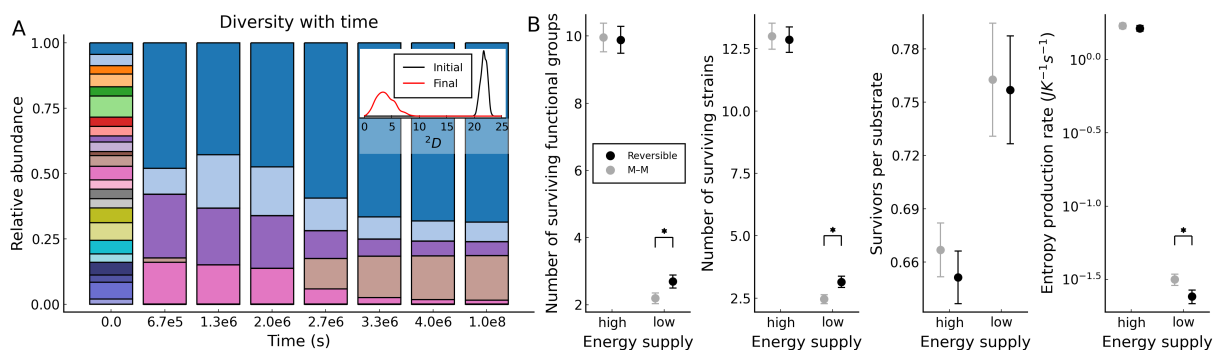 A
Diversity with time
Relative abundance
1.00
0.75
0.50
0.25
0.00
Initial
Final
0 5 10 15 20 25
²D
0.0 6.7e5 1.3e6 2.0e6 2.7e6 3.3e6 4.0e6 1.0e8
Time (s)
B
Number of surviving functional groups
10
8
6
4
2
Reversible
M–M
*
high low
Energy supply
Number of surviving strains
12.5
10.0
7.5
5.0
2.5
*
high low
Energy supply
Survivors per substrate
0.78
0.75
0.72
0.69
0.66
high low
Energy supply
Entropy production rate (JK⁻¹s⁻¹)
10⁰·⁰
10⁻⁰·⁵
10⁻¹·⁰
10⁻¹·⁵
*
high low
Energy supply